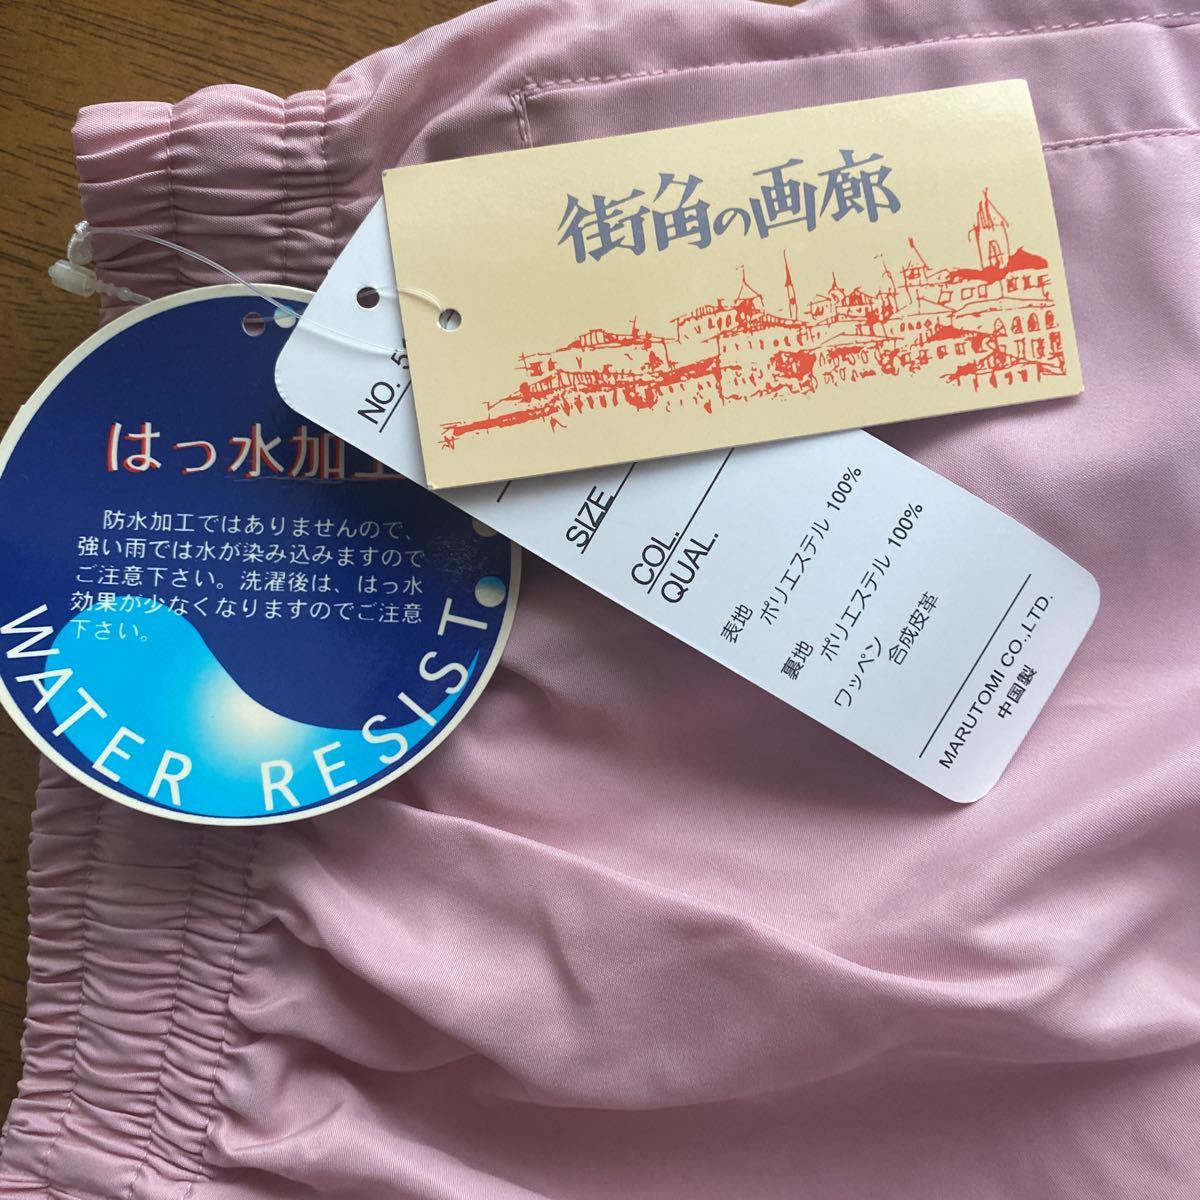 街角の画廊
はっ水加工
防水加工ではありませんので、
強い雨では水が染み込みますので
ご注意下さい。洗濯後は、はっ水
効果が少なくなりますのでご注意
下さい。
WATER RESIST
NO. 5
SIZE
COL.
QUAL.
表地 ポリエステル 100%
裏地 ポリエステル 100%
ワッペン 合成皮革
MARUTOMI CO.,LTD.
中国製